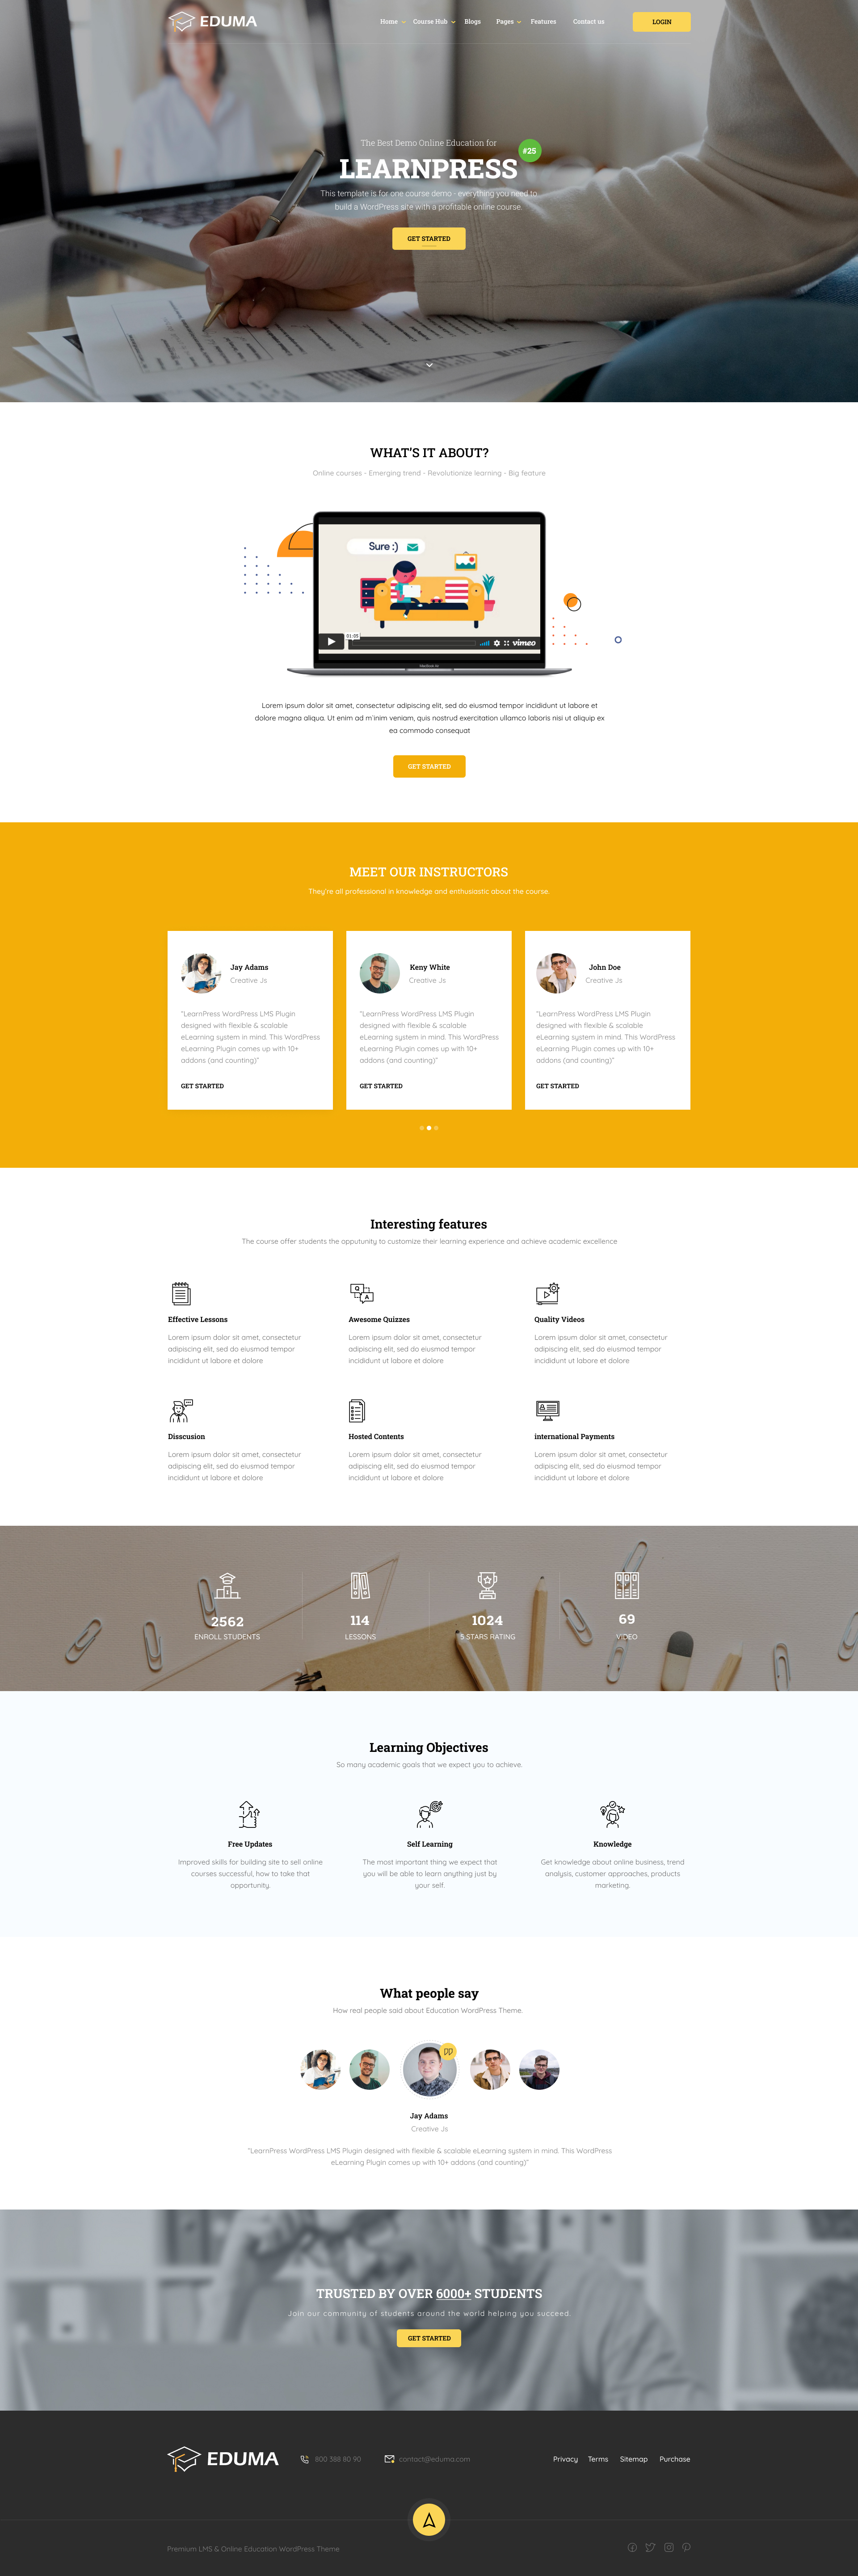 EDUMA
Home Course Hub Blogs Pages Features Contact us LOGIN
The Best Demo Online Education for
LEARNPRESS #25
This template is for one course demo - everything you need to
build a WordPress site with a profitable online course.
GET STARTED
WHAT'S IT ABOUT?
Online courses - Emerging trend - Revolutionize learning - Big feature
Sure :)
01:05
vimeo
MacBook Air
Lorem ipsum dolor sit amet, consectetur adipiscing elit, sed do eiusmod tempor incididunt ut labore et
dolore magna aliqua. Ut enim ad m`inim veniam, quis nostrud exercitation ullamco laboris nisi ut aliquip ex
ea commodo consequat
GET STARTED
MEET OUR INSTRUCTORS
They're all professional in knowledge and enthusiastic about the course.
Jay Adams
Creative Js
"LearnPress WordPress LMS Plugin
designed with flexible & scalable
eLearning system in mind. This WordPress
eLearning Plugin comes up with 10+
addons (and counting)"
GET STARTED
Keny White
Creative Js
"LearnPress WordPress LMS Plugin
designed with flexible & scalable
eLearning system in mind. This WordPress
eLearning Plugin comes up with 10+
addons (and counting)"
GET STARTED
John Doe
Creative Js
"LearnPress WordPress LMS Plugin
designed with flexible & scalable
eLearning system in mind. This WordPress
eLearning Plugin comes up with 10+
addons (and counting)"
GET STARTED
Interesting features
The course offer students the opputunity to customize their learning experience and achieve academic excellence
Effective Lessons
Lorem ipsum dolor sit amet, consectetur
adipiscing elit, sed do eiusmod tempor
incididunt ut labore et dolore
Q
A
Awesome Quizzes
Lorem ipsum dolor sit amet, consectetur
adipiscing elit, sed do eiusmod tempor
incididunt ut labore et dolore
Quality Videos
Lorem ipsum dolor sit amet, consectetur
adipiscing elit, sed do eiusmod tempor
incididunt ut labore et dolore
Disscusion
Lorem ipsum dolor sit amet, consectetur
adipiscing elit, sed do eiusmod tempor
incididunt ut labore et dolore
Hosted Contents
Lorem ipsum dolor sit amet, consectetur
adipiscing elit, sed do eiusmod tempor
incididunt ut labore et dolore
international Payments
Lorem ipsum dolor sit amet, consectetur
adipiscing elit, sed do eiusmod tempor
incididunt ut labore et dolore
2562
ENROLL STUDENTS
114
LESSONS
1024
5 STARS RATING
69
VIDEO
Learning Objectives
So many academic goals that we expect you to achieve.
Free Updates
Improved skills for building site to sell online
courses successful, how to take that
opportunity.
Self Learning
The most important thing we expect that
you will be able to learn anything just by
your self.
Knowledge
Get knowledge about online business, trend
analysis, customer approaches, products
marketing.
What people say
How real people said about Education WordPress Theme.
Jay Adams
Creative Js
"LearnPress WordPress LMS Plugin designed with flexible & scalable eLearning system in mind. This WordPress
eLearning Plugin comes up with 10+ addons (and counting)"
TRUSTED BY OVER 6000+ STUDENTS
Join our community of students around the world helping you succeed.
GET STARTED
EDUMA
800 388 80 90
contact@eduma.com
Privacy Terms Sitemap Purchase
Premium LMS & Online Education WordPress Theme